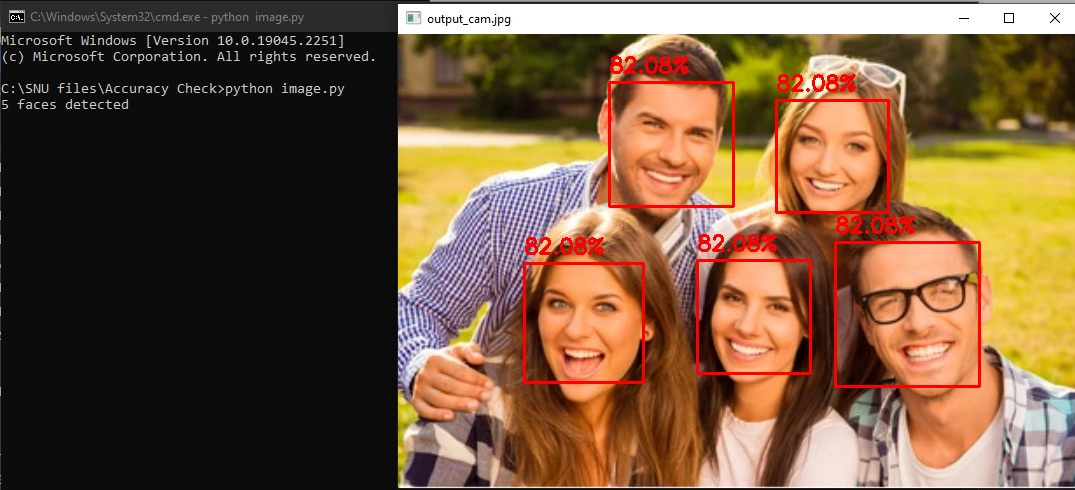 C:\Windows\System32\cmd.exe - python  image.py
Microsoft Windows [Version 10.0.19045.2251]
(c) Microsoft Corporation. All rights reserved.
C:\SNU files\Accuracy Check>python image.py
5 faces detected
output_cam.jpg
82.08%
82.08%
82.08%
82.08%
82.08%